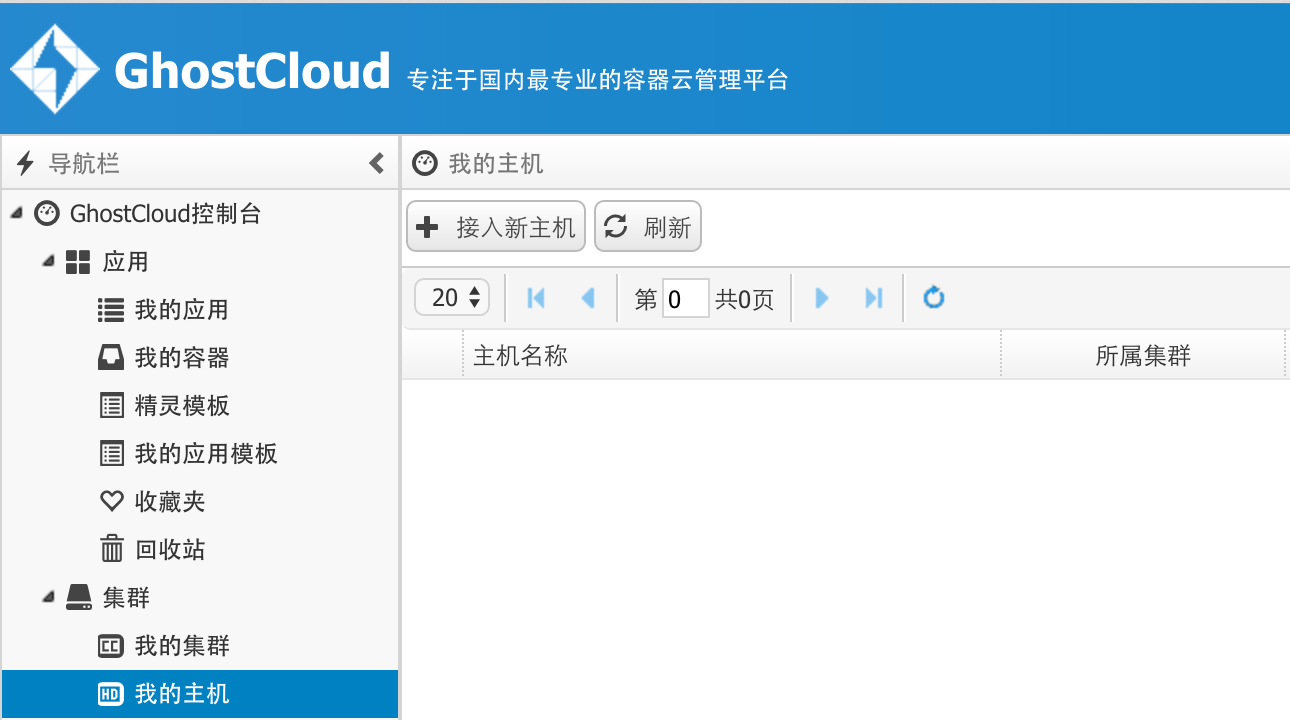 GhostCloud 专注于国内最专业的容器云管理平台
导航栏
GhostCloud控制台
应用
我的应用
我的容器
精灵模板
我的应用模板
收藏夹
回收站
集群
CC 我的集群
HD 我的主机
我的主机
接入新主机 刷新
20 第 0 共0页
主机名称 所属集群